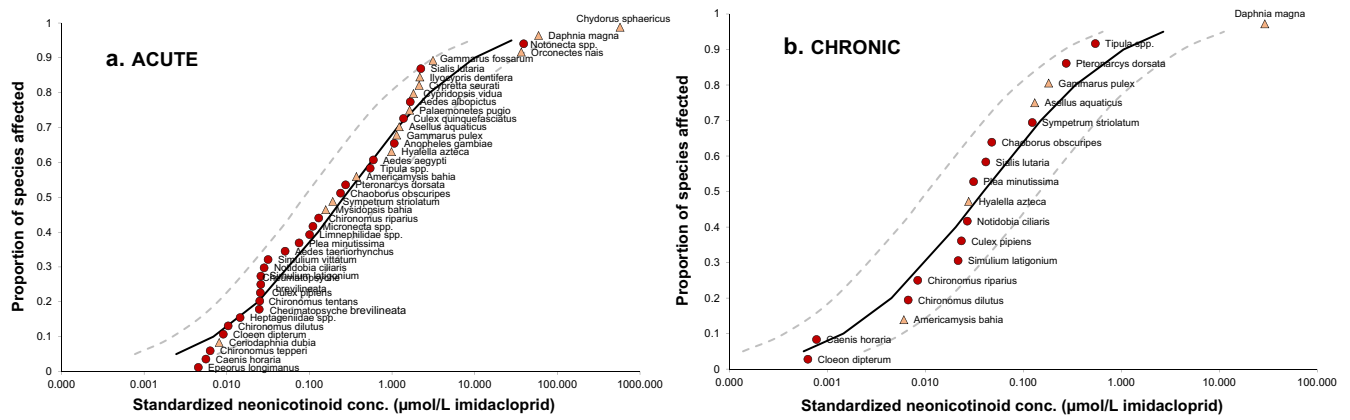 a. ACUTE
Proportion of species affected
1
0.9
0.8
0.7
0.6
0.5
0.4
0.3
0.2
0.1
0
Chydorus sphaericus
Daphnia magna
Notonecta spp.
Orconectes nais
Gammarus fossarum
Sialis lutaria
Ilyocypris dentifera
Cypretta seurati
Cypridopsis vidua
Aedes albopictus
Palaemonetes pugio
Culex quinquefasciatus
Asellus aquaticus
Gammarus pulex
Anopheles gambiae
Hyalella azteca
Aedes aegypti
Tipula spp.
Americamysis bahia
Pteronarcys dorsata
Chaoborus obscuripes
Sympetrum striolatum
Mysidopsis bahia
Chironomus riparius
Micronecta spp.
Limnephilidae spp.
Plea minutissima
Aedes taeniorhynchus
Simulium vittatum
Notidobia ciliaris
Simulium latigonium
Cheumatopsyche
brevilineata
Culex pipiens
Chironomus tentans
Cheumatopsyche brevilineata
Heptageniidae spp.
Chironomus dilutus
Cloeon dipterum
Ceriodaphnia dubia
Chironomus tepperi
Caenis horaria
Epeorus longimanus
0.000 0.001 0.010 0.100 1.000 10.000 100.000 1000.000
Standardized neonicotinoid conc. (µmol/L imidacloprid)
b. CHRONIC
Proportion of species affected
1
0.9
0.8
0.7
0.6
0.5
0.4
0.3
0.2
0.1
0
Daphnia magna
Tipula spp.
Pteronarcys dorsata
Gammarus pulex
Asellus aquaticus
Sympetrum striolatum
Chaoborus obscuripes
Sialis lutaria
Plea minutissima
Hyalella azteca
Notidobia ciliaris
Culex pipiens
Simulium latigonium
Chironomus riparius
Chironomus dilutus
Americamysis bahia
Caenis horaria
Cloeon dipterum
0.000 0.001 0.010 0.100 1.000 10.000 100.000
Standardized neonicotinoid conc. (µmol/L imidacloprid)